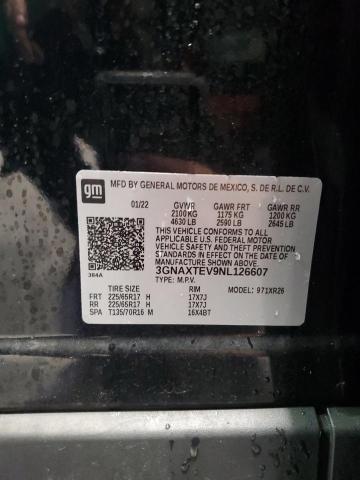 gm
MFD BY GENERAL MOTORS DE MEXICO, S. DE R.L. DE C.V.
01/22 GVWR GAWR FRT GAWR RR
2100 KG 1175 KG 1200 KG
4630 LB 2590 LB 2645 LB
THIS VEHICLE CONFORMS TO ALL
APPLICABLE U.S. FEDERAL MOTOR
VEHICLE SAFETY AND THEFT PREVENTION
STANDARDS IN EFFECT ON THE DATE OF
MANUFACTURE SHOWN ABOVE.
384A 3GNAXTEV9NL126607
TYPE: M.P.V. MODEL: 971XR26
TIRE SIZE RIM
FRT 225/65R17 H 17X7J
RR 225/65R17 H 17X7J
SPA T135/70R16 M 16X4BT